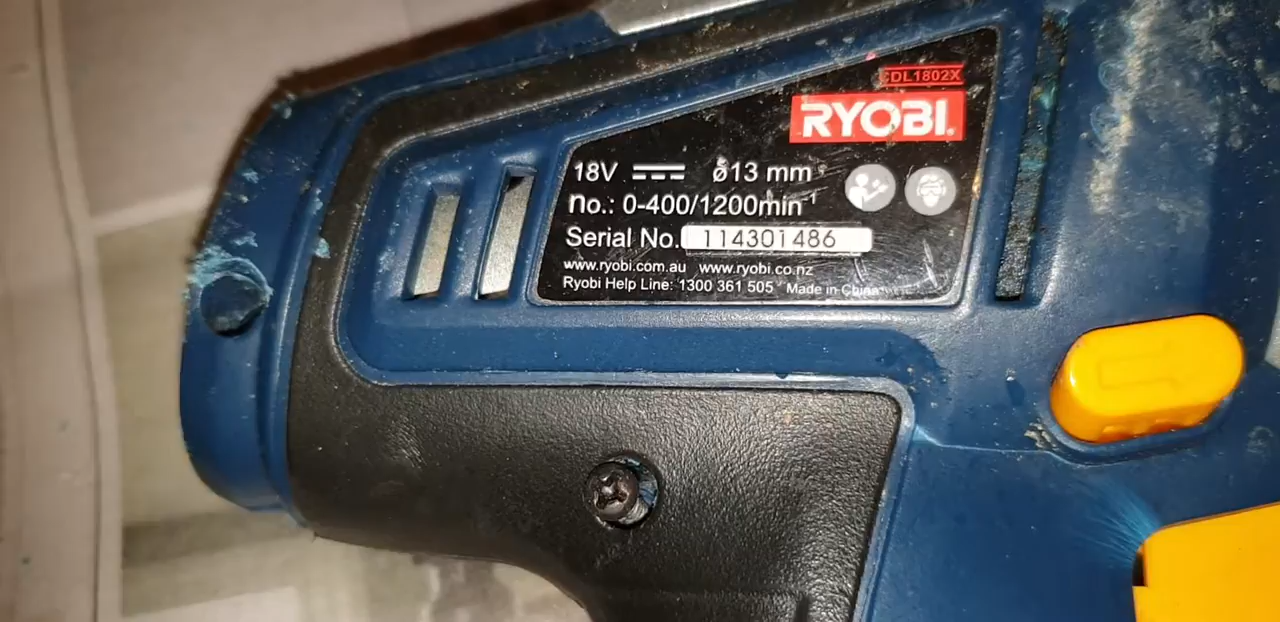 CDL1802X
RYOBI.
18V ⎓ ø13 mm
no.: 0-400/1200min⁻¹
Serial No. 114301486
www.ryobi.com.au www.ryobi.co.nz
Ryobi Help Line: 1300 361 505 Made in China